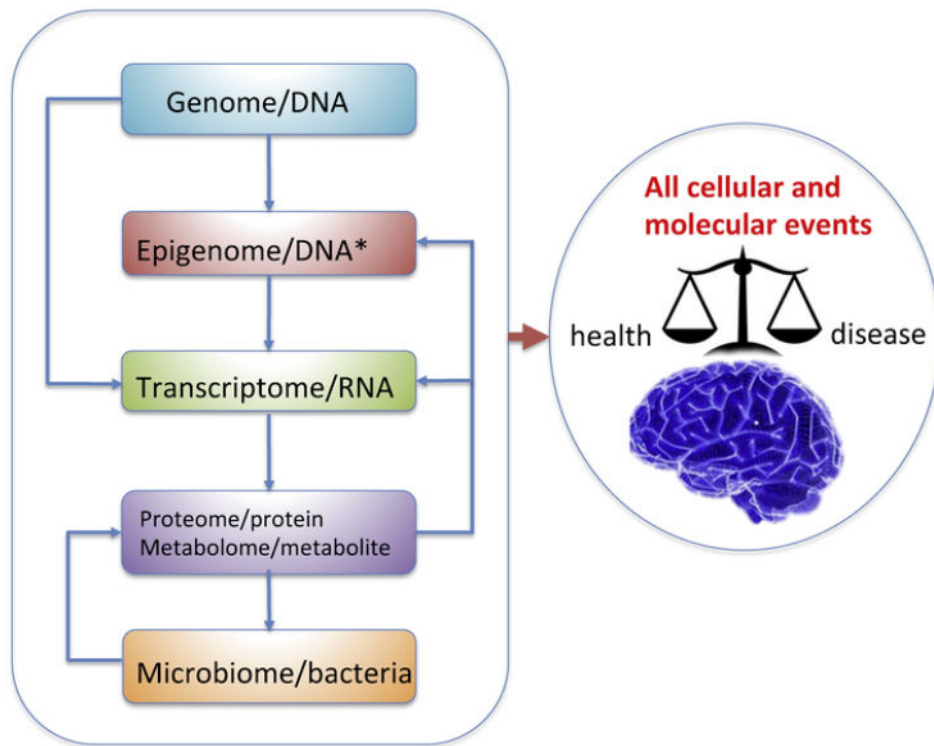 Genome/DNA
Epigenome/DNA*
Transcriptome/RNA
Proteome/protein
Metabolome/metabolite
Microbiome/bacteria
All cellular and
molecular events
health
disease